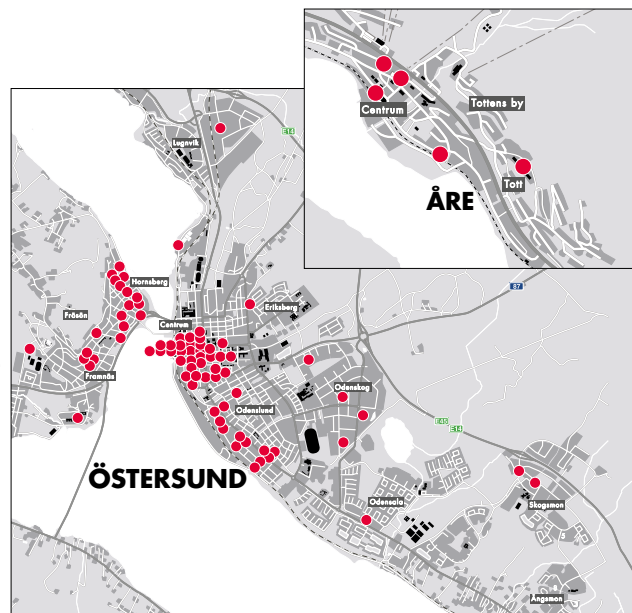 Centrum
Tottens by
Tott
ÅRE
Lugnvik
E14
87
Hornsberg
Frösön
Centrum
Eriksberg
Framnäs
Odenskog
Odenslund
E45
E14
ÖSTERSUND
Odensala
Skogsmon
Ängsmon